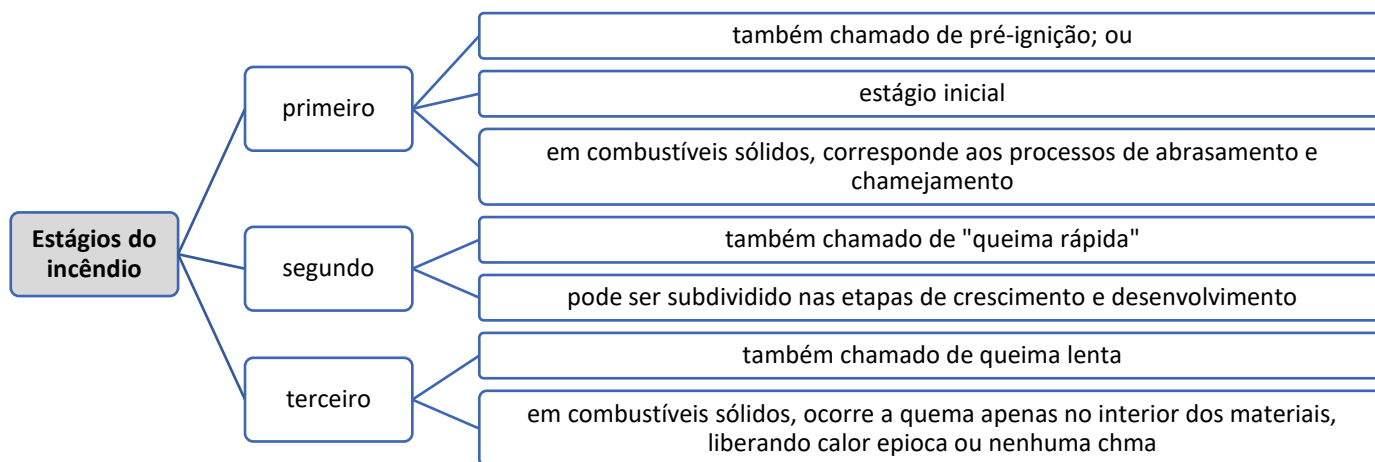 Estágios do
incêndio
primeiro
também chamado de pré-ignição; ou
estágio inicial
em combustíveis sólidos, corresponde aos processos de abrasamento e
chamejamento
segundo
também chamado de "queima rápida"
pode ser subdividido nas etapas de crescimento e desenvolvimento
terceiro
também chamado de queima lenta
em combustíveis sólidos, ocorre a quema apenas no interior dos materiais,
liberando calor epioca ou nenhuma chma